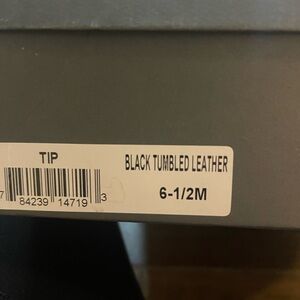 TIP
BLACK TUMBLED LEATHER
6-1/2M
7 84239 14719 3